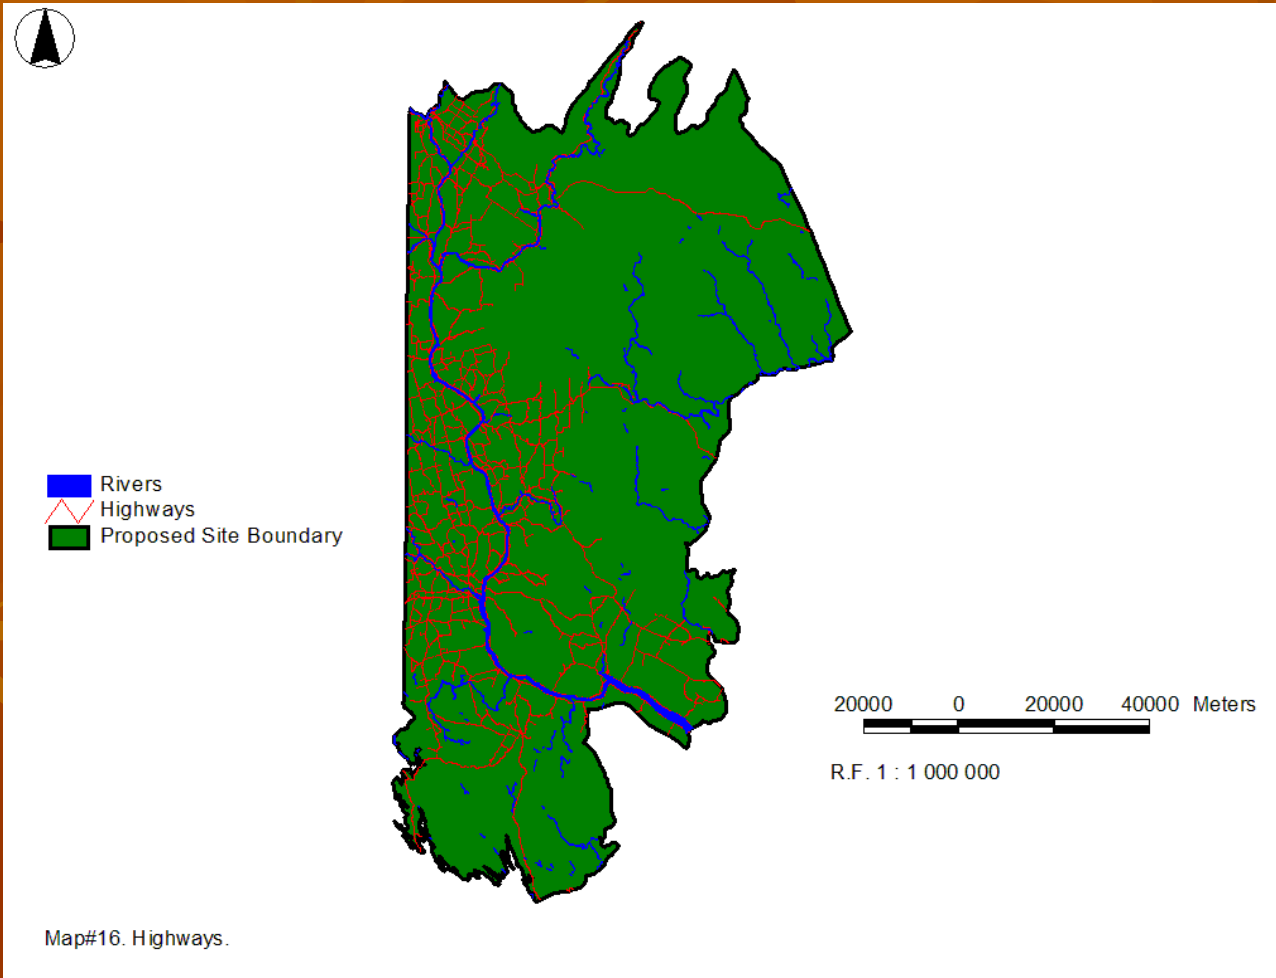 Rivers
Highways
Proposed Site Boundary
20000 0 20000 40000 Meters
R.F. 1 : 1 000 000
Map#16. Highways.